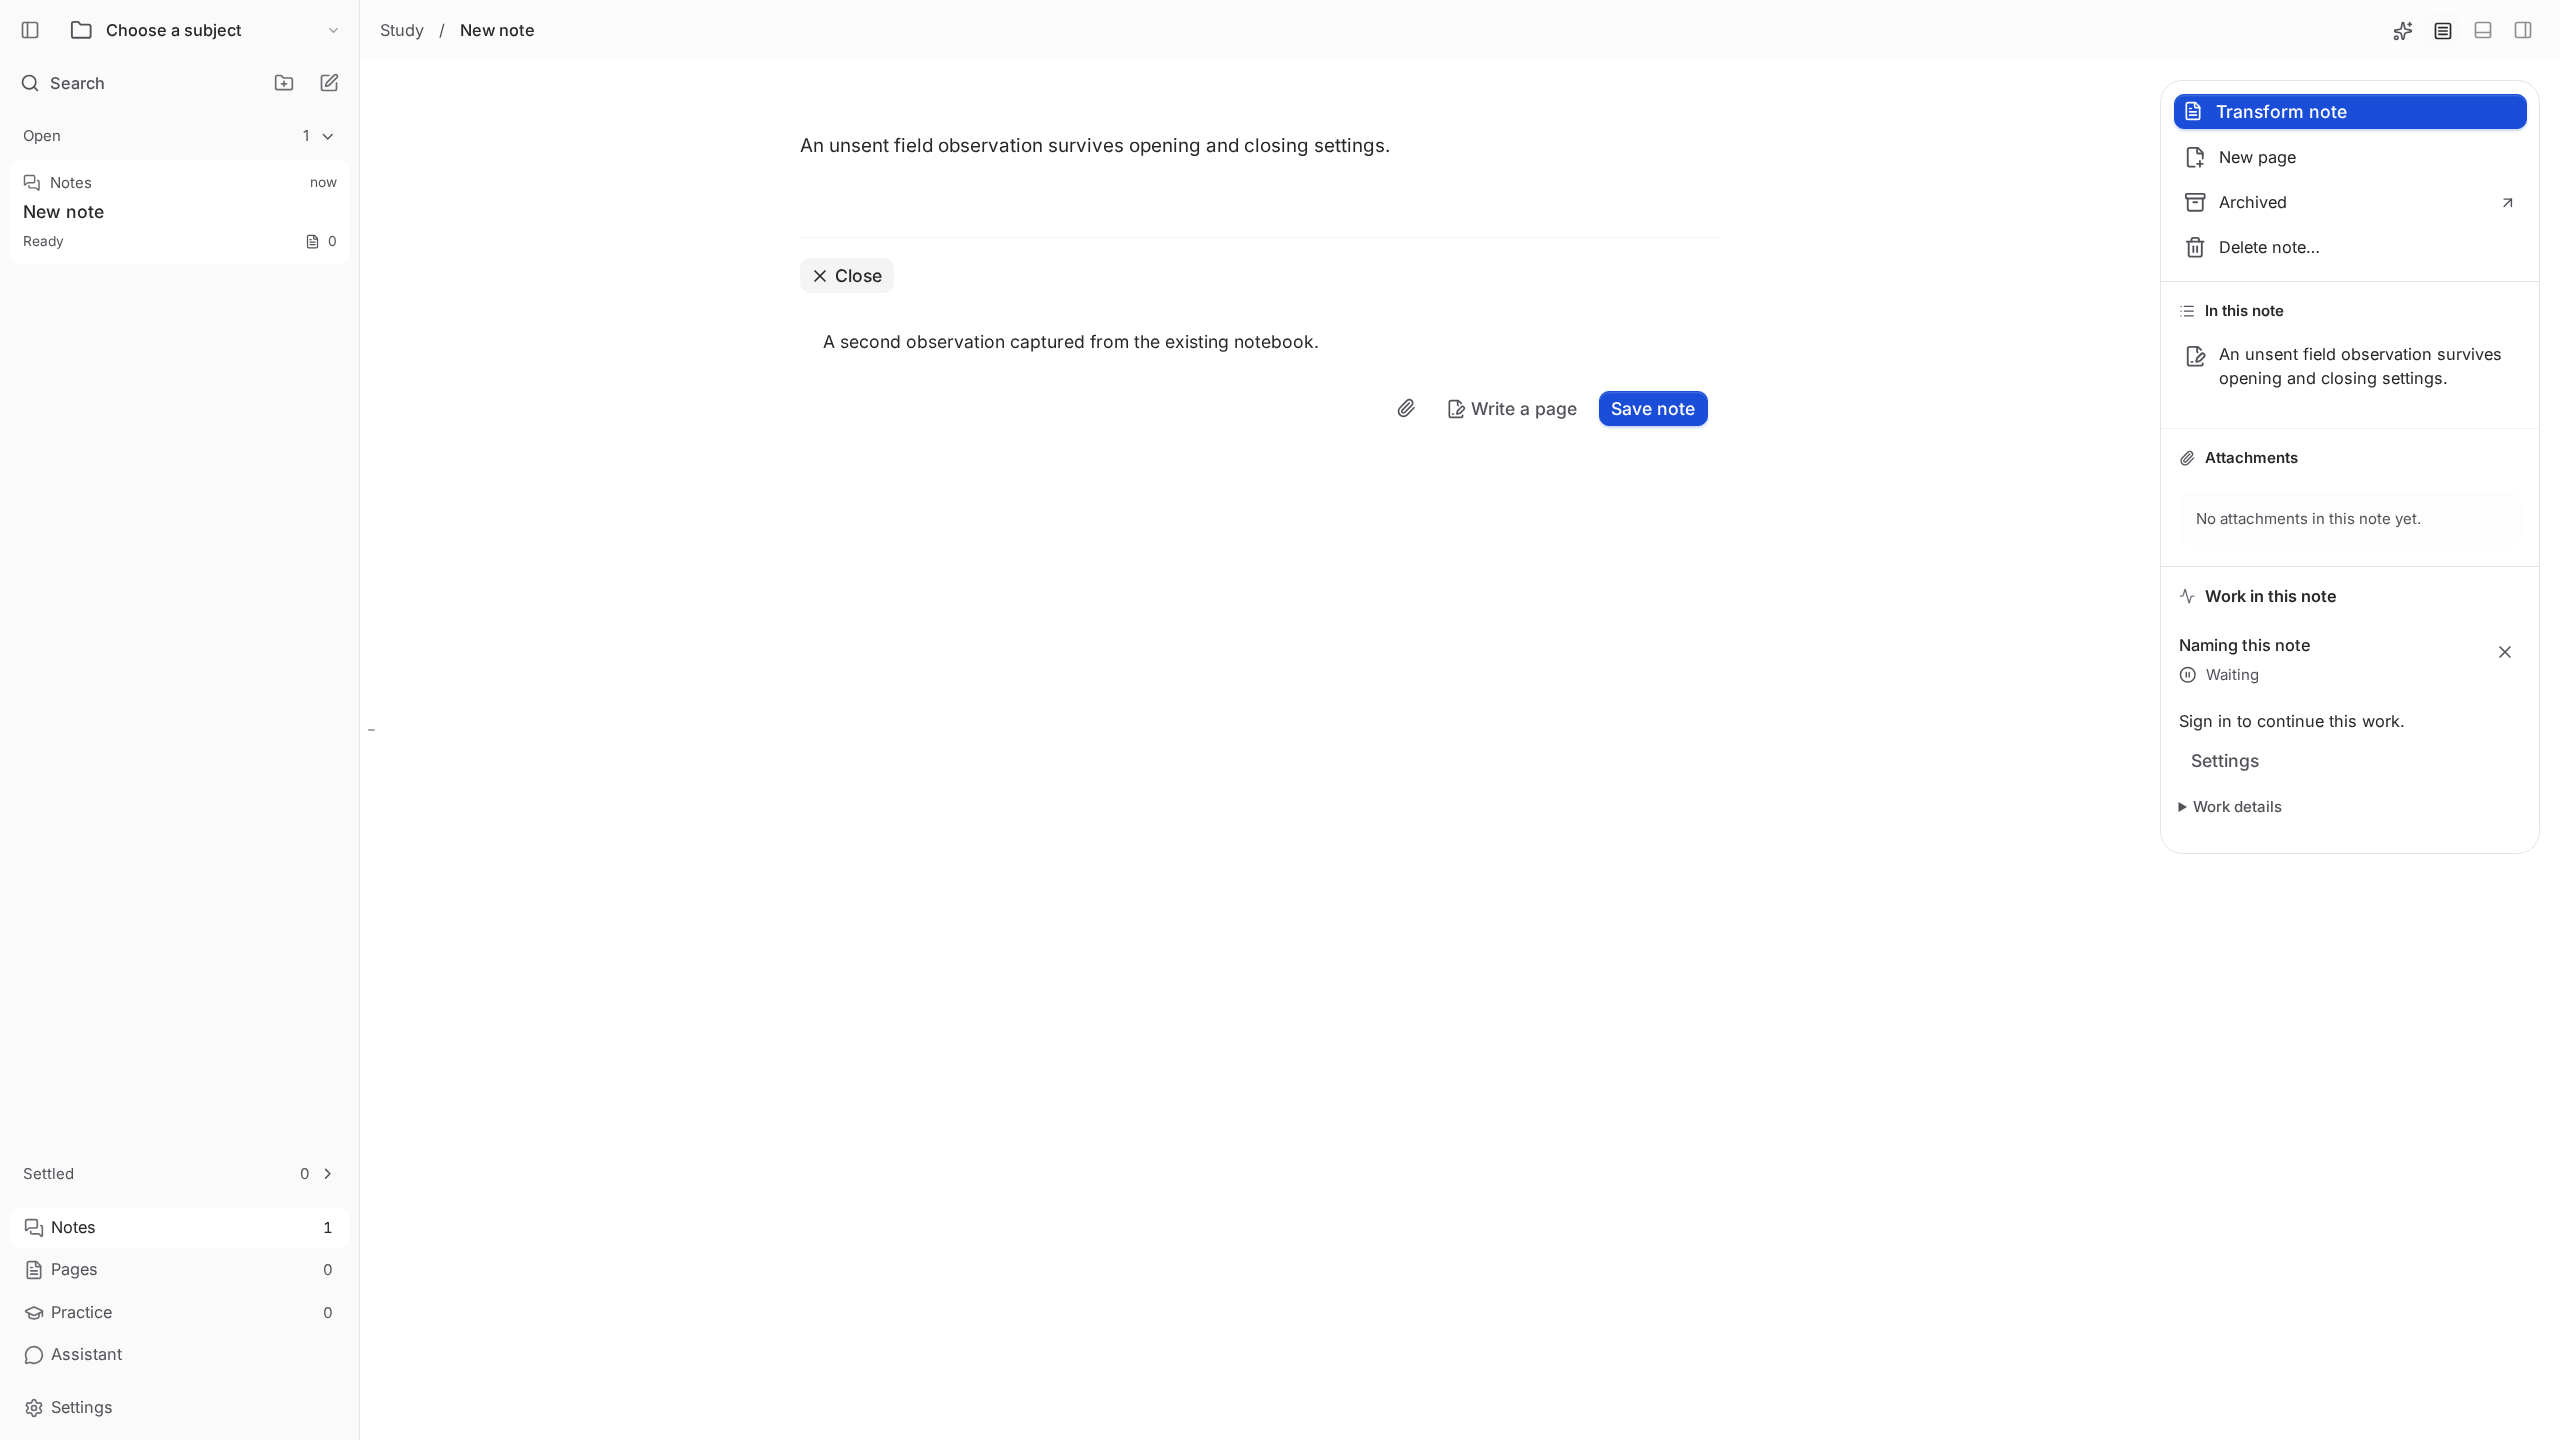 Choose a subject
Study / New note
Search
Open 1
Notes now
New note
Ready 0
Settled 0
Notes 1
Pages 0
Practice 0
Assistant
Settings
An unsent field observation survives opening and closing settings.
Close
A second observation captured from the existing notebook.
Write a page Save note
Transform note
New page
Archived
Delete note...
In this note
An unsent field observation survives
opening and closing settings.
Attachments
No attachments in this note yet.
Work in this note
Naming this note
Waiting
Sign in to continue this work.
Settings
Work details